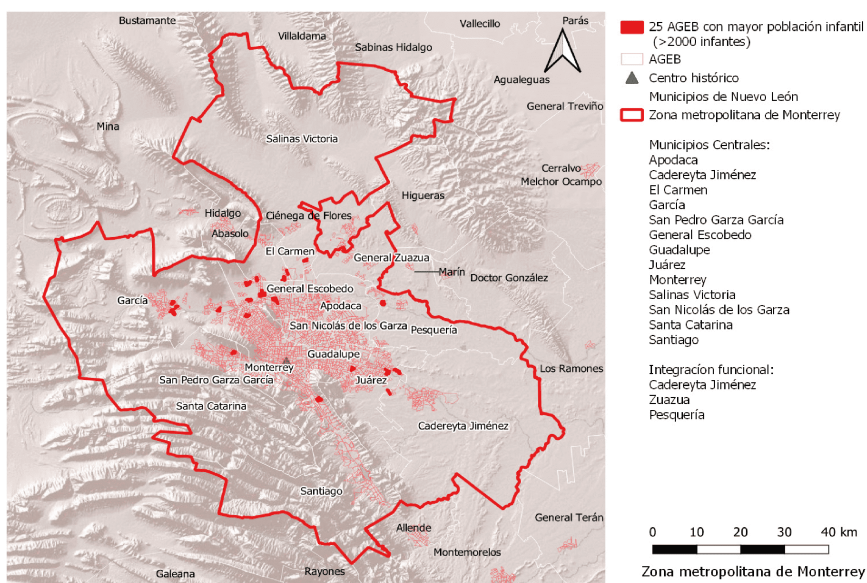 Bustamante
Villaldama
Sabinas Hidalgo
Vallecillo
Parás
Agualeguas
General Treviño
Mina
Salinas Victoria
Cerralvo
Melchor Ocampo
Higueras
Hidalgo
Ciénega de Flores
Abasolo
El Carmen
General Zuazua
Marín
Doctor González
General Escobedo
García
Apodaca
San Nicolás de los Garza
Pesquería
Guadalupe
Monterrey
Los Ramones
San Pedro Garza García
Juárez
Santa Catarina
Cadereyta Jiménez
Santiago
Allende
General Terán
Montemorelos
Galeana
Rayones
25 AGEB con mayor población infantil
(>2000 infantes)
AGEB
Centro histórico
Municipios de Nuevo León
Zona metropolitana de Monterrey
Municipios Centrales:
Apodaca
Cadereyta Jiménez
El Carmen
García
San Pedro Garza García
General Escobedo
Guadalupe
Juárez
Monterrey
Salinas Victoria
San Nicolás de los Garza
Santa Catarina
Santiago
Integracíon funcional:
Cadereyta Jiménez
Zuazua
Pesquería
0 10 20 30 40 km
Zona metropolitana de Monterrey